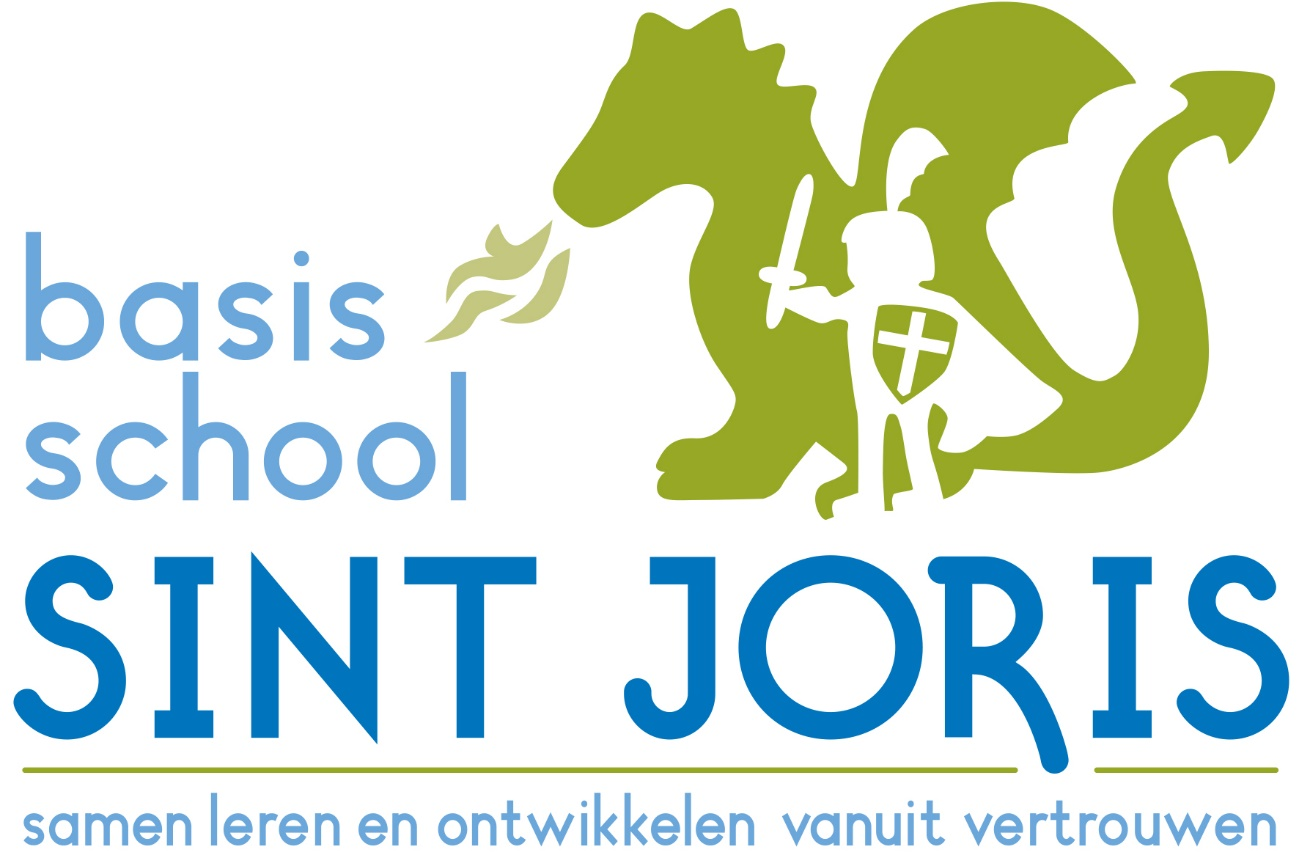 basis
school
SINT JORIS
samen leren en ontwikkelen vanuit vertrouwen